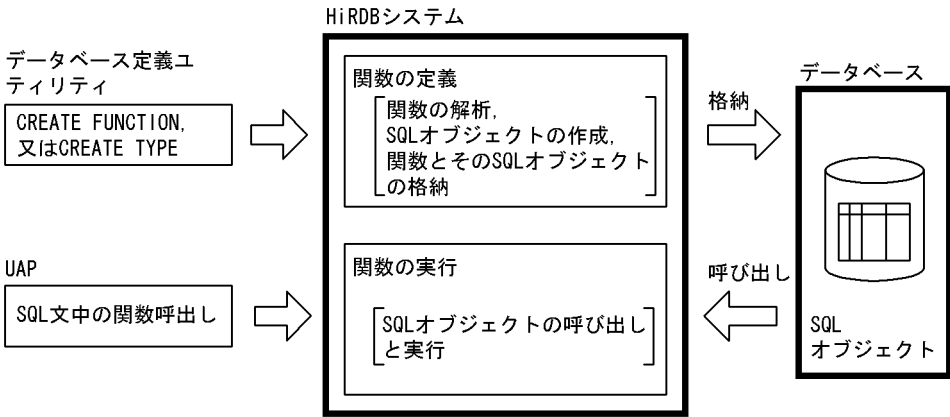 HiRDBシステム
データベース定義ユ
ティリティ
CREATE FUNCTION,
又はCREATE TYPE
関数の定義
関数の解析,
SQLオブジェクトの作成,
関数とそのSQLオブジェクト
の格納
格納
データベース
UAP
SQL文中の関数呼出し
関数の実行
SQLオブジェクトの呼び出し
と実行
呼び出し
SQL
オブジェクト